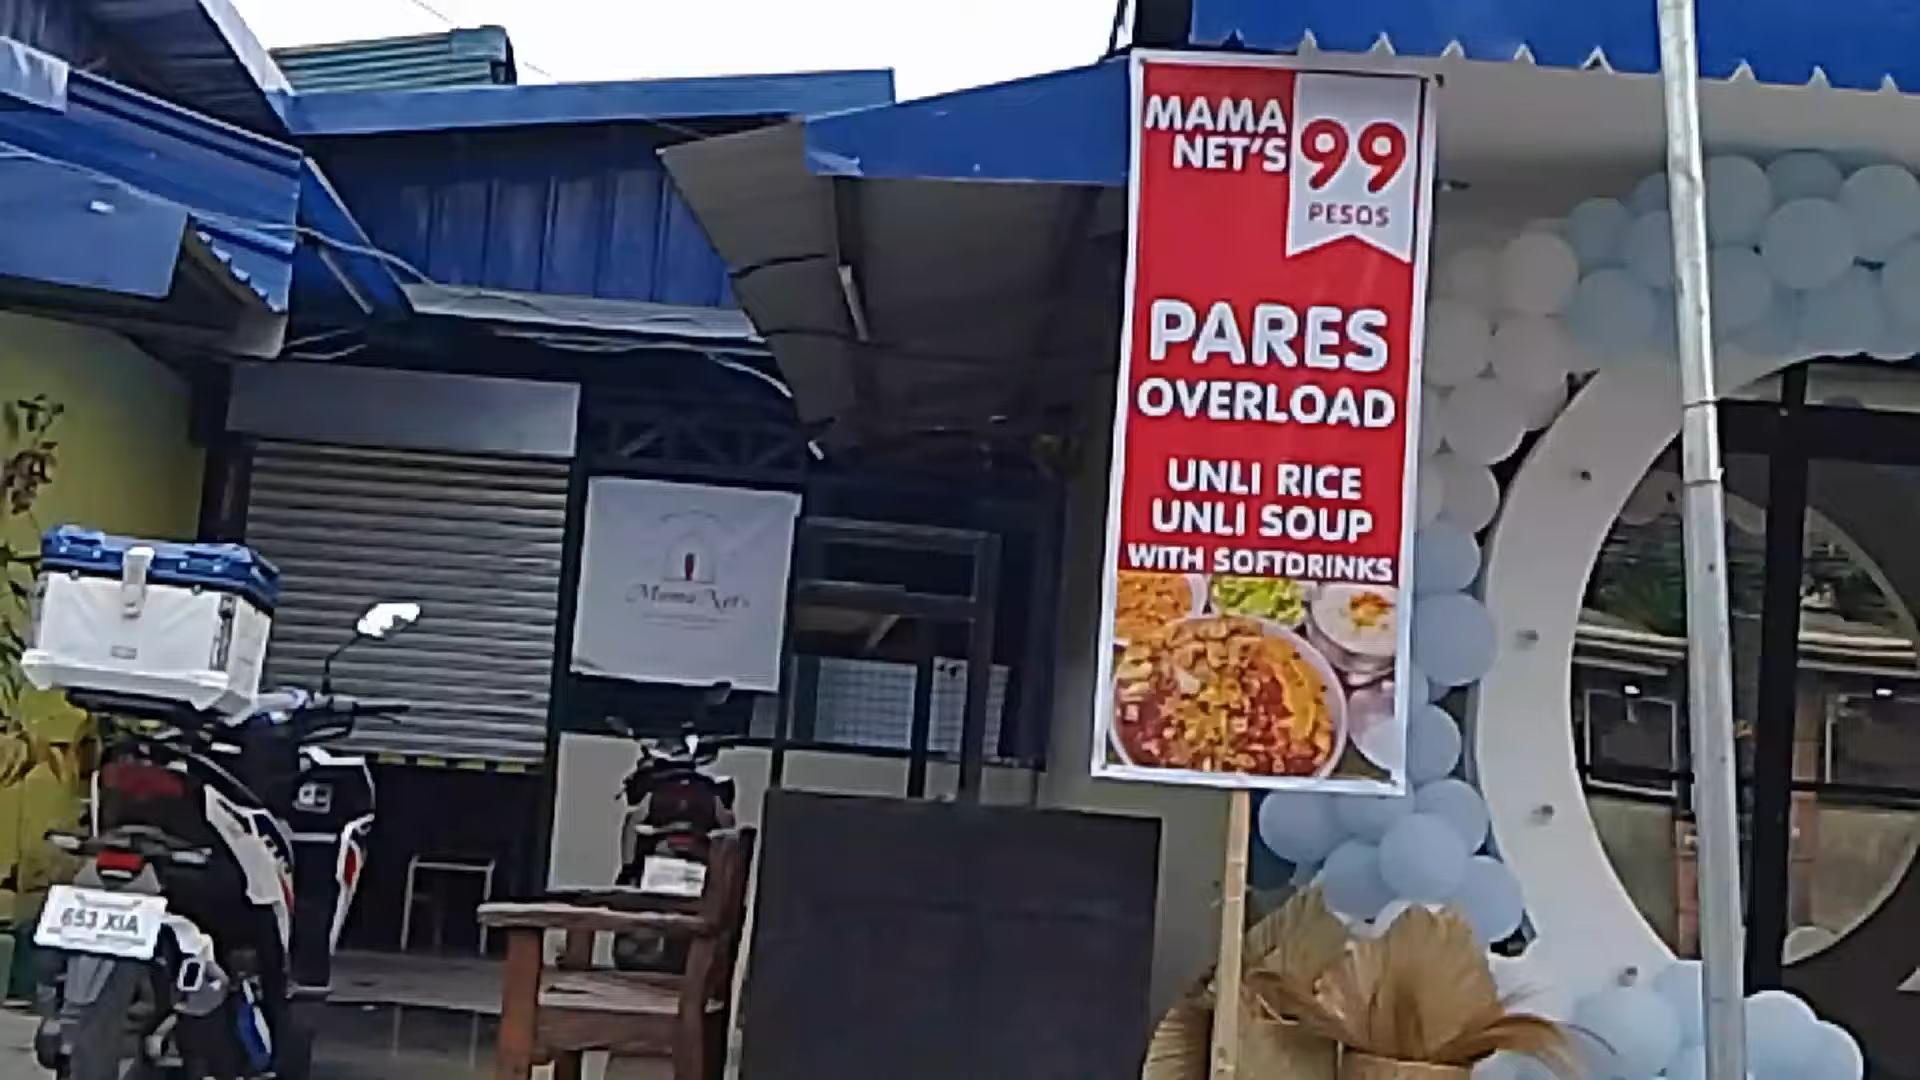 MAMA
NET'S
99
PESOS
PARES
OVERLOAD
UNLI RICE
UNLI SOUP
WITH SOFTDRINKS
Mama Net's
653 XIA